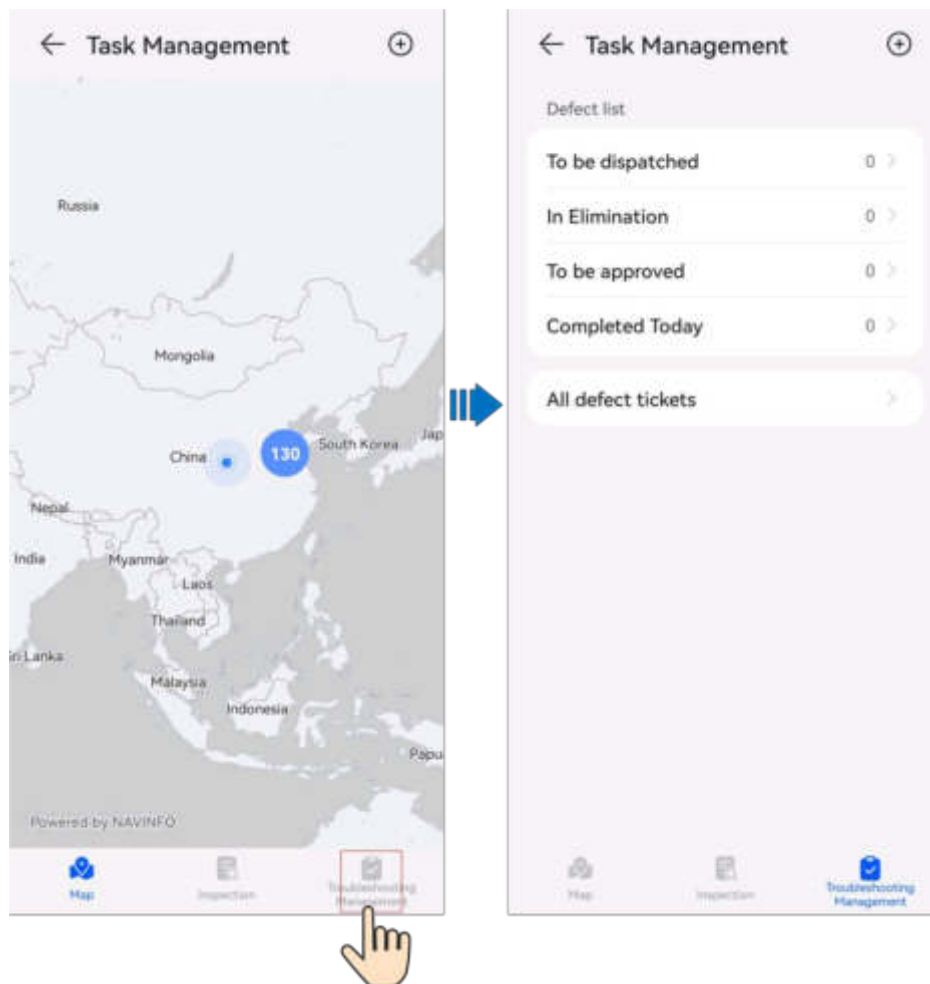 Task Management
Russia
Mongolia
China
130
South Korea
Jap
Nepal
India
Myanmar
Laos
Thailand
Sri Lanka
Malaysia
Indonesia
Papu
Powered by NAVINFO
Map
Inspection
Troubleshooting
Management
Task Management
Defect list
To be dispatched 0
In Elimination 0
To be approved 0
Completed Today 0
All defect tickets
Map
Inspection
Troubleshooting
Management